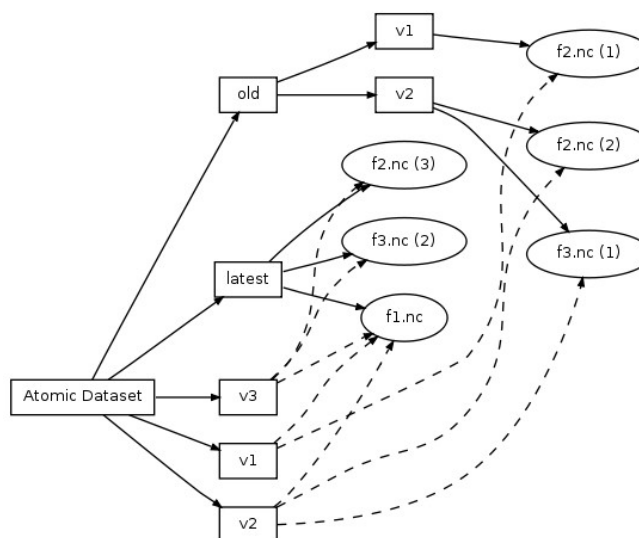 v1
f2.nc (1)
old
v2
f2.nc (2)
f2.nc (3)
f3.nc (2)
f3.nc (1)
latest
f1.nc
Atomic Dataset
v3
v1
v2